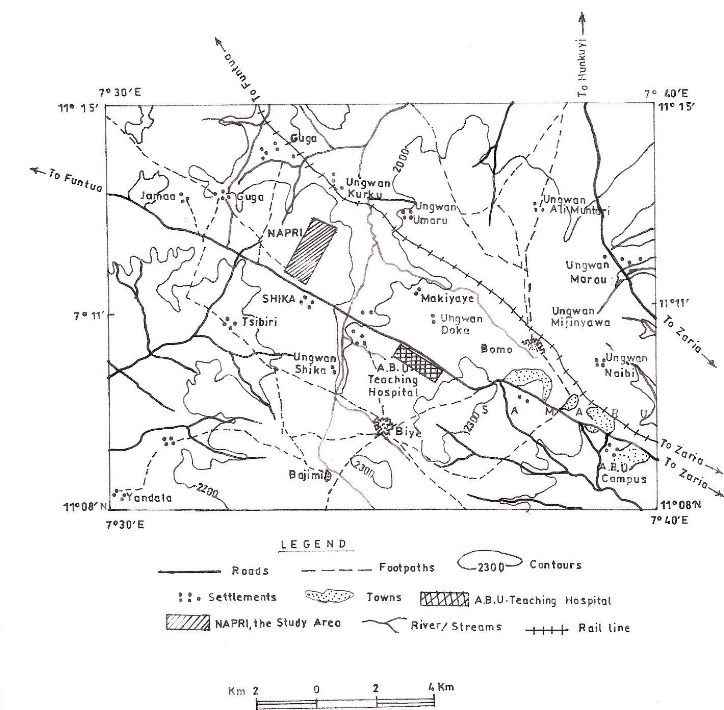 To Hunkuyi
To Funtua
7° 30'E
7° 40'E
11° 15'
11° 15'
Guga
2000
To Funtua
Ungwan
Kurku
Jamaa
Guga
Ungwan
Umaru
Ungwan
Ali Muntari
NAPRI
Ungwan
Marau
SHIKA
Makiyaye
11°11'
7° 11'
Ungwan
Mijinyawa
Tsibiri
Ungwan
Doka
To Zaria
Bomo
Ungwan
Shika
Ungwan
Naibi
A.B.U
Teaching
Hospital
S A M A R U
2300
Biye
To Zaria
2300
A.B.U
Campus
To Zaria
Bajimi
2200
Yandala
11°08'N
11°08'N
7°30'E
7°40'E
LEGEND
Roads
Footpaths
2300
Contours
Settlements
Towns
A.B.U-Teaching Hospital
NAPRI, the Study Area
River/Streams
Rail line
Km 2 0 2 4 Km